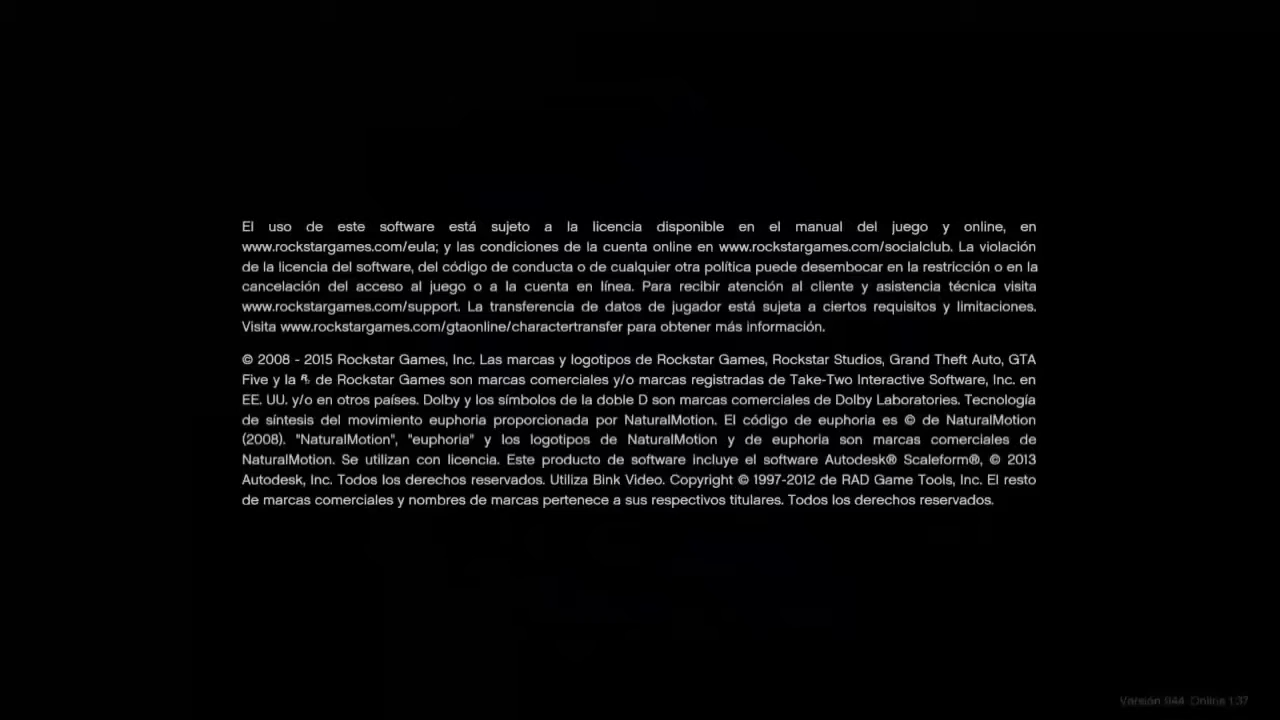 El uso de este software está sujeto a la licencia disponible en el manual del juego y online, en
www.rockstargames.com/eula; y las condiciones de la cuenta online en www.rockstargames.com/socialclub. La violación
de la licencia del software, del código de conducta o de cualquier otra política puede desembocar en la restricción o en la
cancelación del acceso al juego o a la cuenta en línea. Para recibir atención al cliente y asistencia técnica visita
www.rockstargames.com/support. La transferencia de datos de jugador está sujeta a ciertos requisitos y limitaciones.
Visita www.rockstargames.com/gtaonline/charactertransfer para obtener más información.
© 2008 - 2015 Rockstar Games, Inc. Las marcas y logotipos de Rockstar Games, Rockstar Studios, Grand Theft Auto, GTA
Five y la R* de Rockstar Games son marcas comerciales y/o marcas registradas de Take-Two Interactive Software, Inc. en
EE. UU. y/o en otros países. Dolby y los símbolos de la doble D son marcas comerciales de Dolby Laboratories. Tecnología
de síntesis del movimiento euphoria proporcionada por NaturalMotion. El código de euphoria es © de NaturalMotion
(2008). "NaturalMotion", "euphoria" y los logotipos de NaturalMotion y de euphoria son marcas comerciales de
NaturalMotion. Se utilizan con licencia. Este producto de software incluye el software Autodesk® Scaleform®, © 2013
Autodesk, Inc. Todos los derechos reservados. Utiliza Bink Video. Copyright © 1997-2012 de RAD Game Tools, Inc. El resto
de marcas comerciales y nombres de marcas pertenece a sus respectivos titulares. Todos los derechos reservados.
Versión 944 Online 1.37